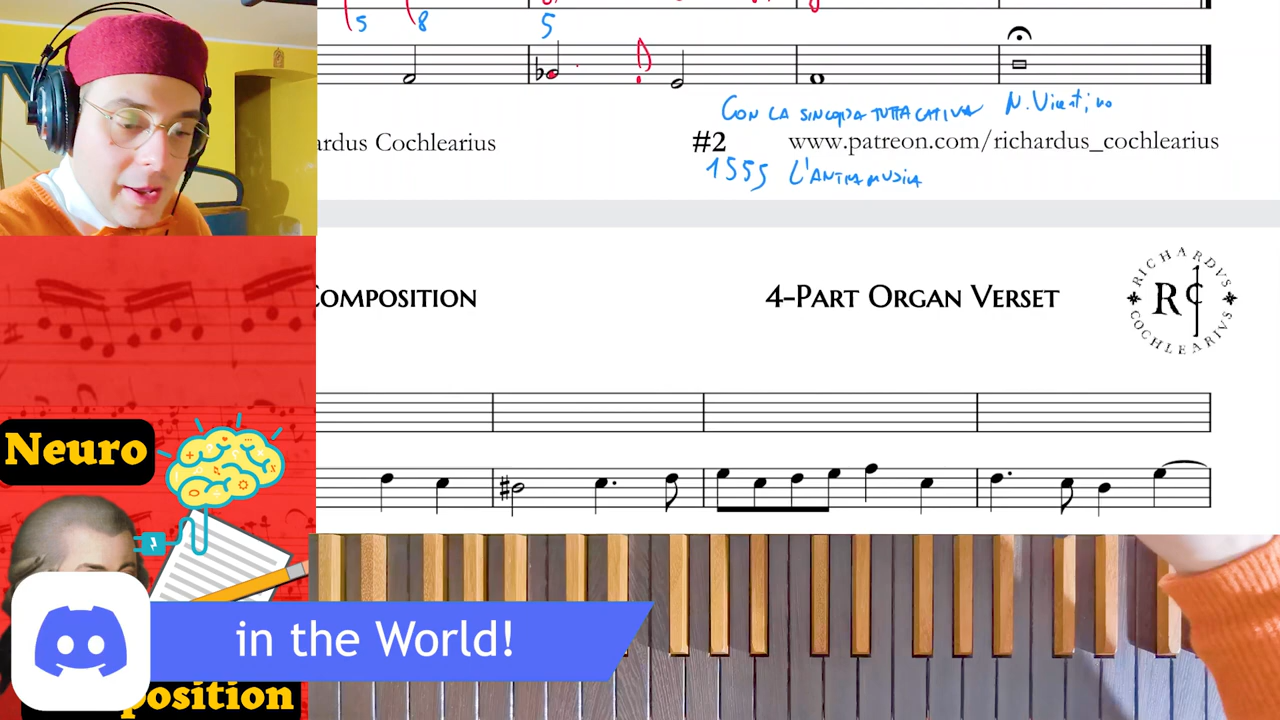 5 8 5
CON LA SINCOPA TUTTA CATIVA N. Vicentino
ardus Cochlearius #2 www.patreon.com/richardus_cochlearius
1555 L'ANTICA MUSICA
COMPOSITION 4-PART ORGAN VERSET
RICHARDVS
RC
COCHLEARIVS
Neuro
in the World!
position